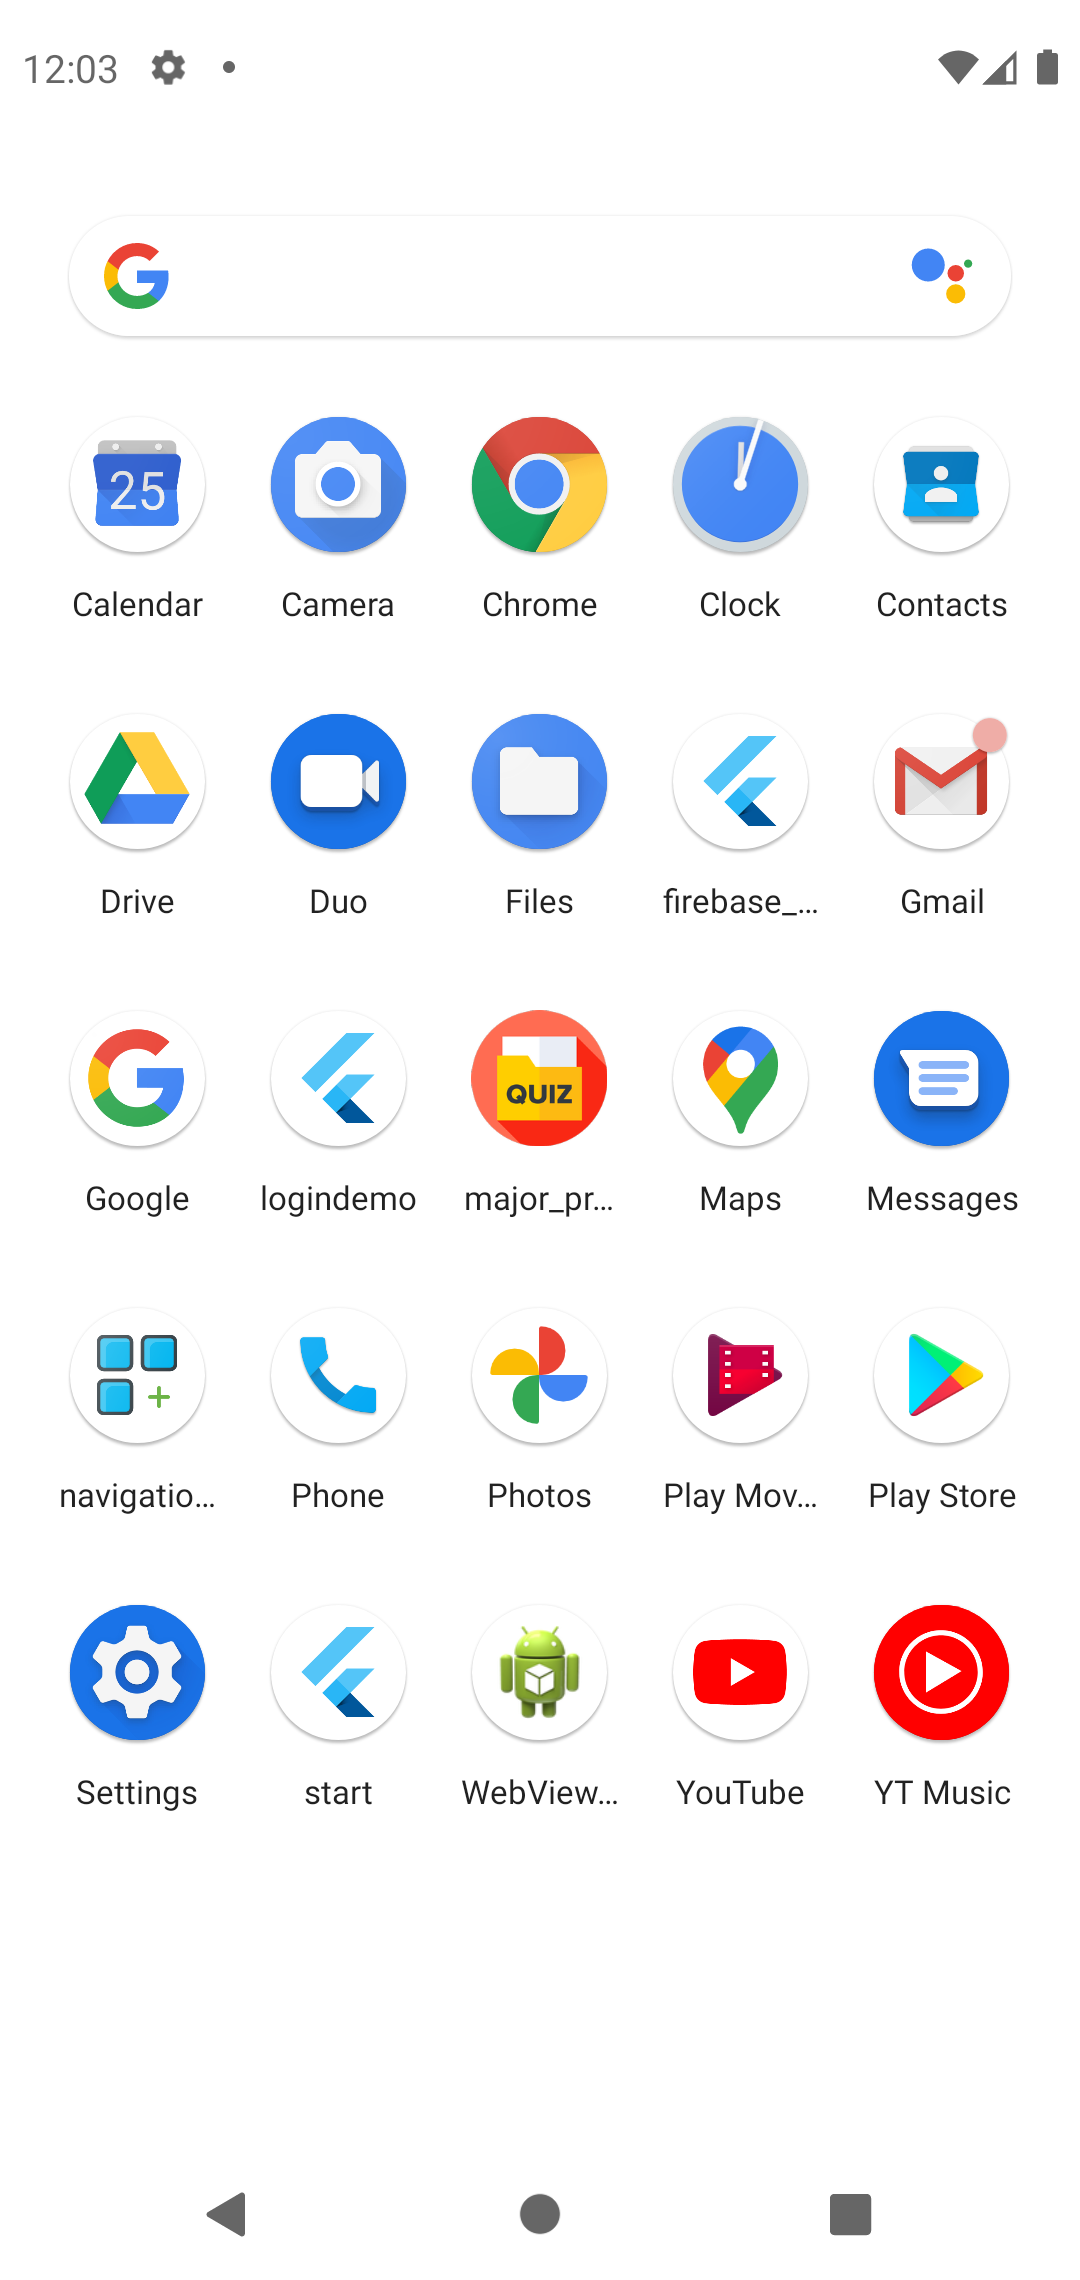 12:03
25
Calendar Camera Chrome Clock Contacts
Drive Duo Files firebase_... Gmail
QUIZ
Google logindemo major_pr... Maps Messages
navigatio... Phone Photos Play Mov... Play Store
Settings start WebView... YouTube YT Music